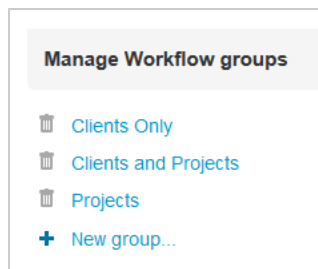 Manage Workflow groups
Clients Only
Clients and Projects
Projects
New group...